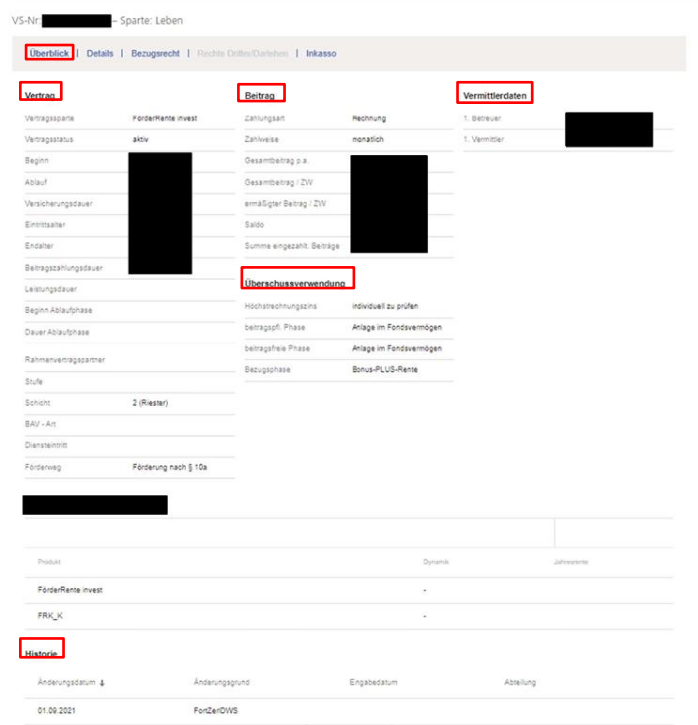 VS-Nr: – Sparte: Leben
Überblick | Details | Bezugsrecht | Rechte Dritter/Darlehen | Inkasso
Vertrag
Vertragssparte FörderRente invest
Vertragsstatus aktiv
Beginn
Ablauf
Versicherungsdauer
Eintrittsalter
Endalter
Beitragszahlungsdauer
Leistungsdauer
Beginn Ablaufphase
Dauer Ablaufphase
Rahmenvertragspartner
Stufe
Schicht 2 (Riester)
BAV - Art
Diensteintritt
Förderweg Förderung nach § 10a
Beitrag
Zahlungsart Rechnung
Zahlweise monatlich
Gesamtbeitrag p.a.
Gesamtbeitrag / ZW
ermäßigter Beitrag / ZW
Saldo
Summe eingezahlt. Beiträge
Überschussverwendung
Höchstrechnungszins individuell zu prüfen
beitragspfl. Phase Anlage im Fondsvermögen
beitragsfreie Phase Anlage im Fondsvermögen
Bezugsphase Bonus-PLUS-Rente
Vermittlerdaten
1. Betreuer
1. Vermittler
Produkt Dynamik Jahresrente
FörderRente invest -
FRK_K -
Historie
Änderungsdatum ↓ Änderungsgrund Eingabedatum Abteilung
01.09.2021 FortZerlDWS